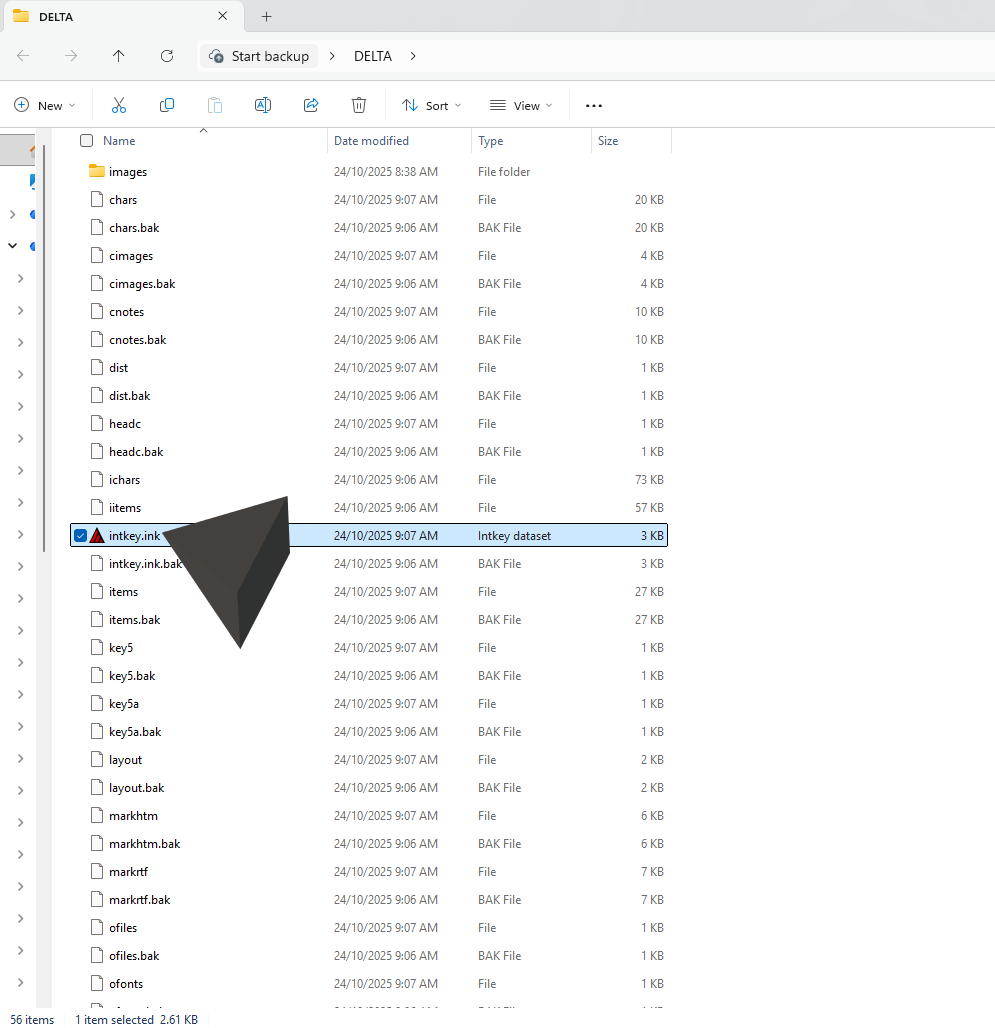 DELTA
Start backup > DELTA >
New Sort View
Name Date modified Type Size
images 24/10/2025 8:38 AM File folder
chars 24/10/2025 9:07 AM File 20 KB
chars.bak 24/10/2025 9:06 AM BAK File 20 KB
cimages 24/10/2025 9:07 AM File 4 KB
cimages.bak 24/10/2025 9:06 AM BAK File 4 KB
cnotes 24/10/2025 9:07 AM File 10 KB
cnotes.bak 24/10/2025 9:06 AM BAK File 10 KB
dist 24/10/2025 9:07 AM File 1 KB
dist.bak 24/10/2025 9:06 AM BAK File 1 KB
headc 24/10/2025 9:07 AM File 1 KB
headc.bak 24/10/2025 9:06 AM BAK File 1 KB
ichars 24/10/2025 9:06 AM File 73 KB
iitems 24/10/2025 9:06 AM File 57 KB
intkey.ink 24/10/2025 9:07 AM Intkey dataset 3 KB
intkey.ink.bak 24/10/2025 9:06 AM BAK File 3 KB
items 24/10/2025 9:07 AM File 27 KB
items.bak 24/10/2025 9:06 AM BAK File 27 KB
key5 24/10/2025 9:07 AM File 1 KB
key5.bak 24/10/2025 9:06 AM BAK File 1 KB
key5a 24/10/2025 9:07 AM File 1 KB
key5a.bak 24/10/2025 9:06 AM BAK File 1 KB
layout 24/10/2025 9:07 AM File 2 KB
layout.bak 24/10/2025 9:06 AM BAK File 2 KB
markhtm 24/10/2025 9:07 AM File 6 KB
markhtm.bak 24/10/2025 9:06 AM BAK File 6 KB
markrtf 24/10/2025 9:07 AM File 7 KB
markrtf.bak 24/10/2025 9:06 AM BAK File 7 KB
ofiles 24/10/2025 9:07 AM File 1 KB
ofiles.bak 24/10/2025 9:06 AM BAK File 1 KB
ofonts 24/10/2025 9:07 AM File 1 KB
56 items 1 item selected 2.61 KB